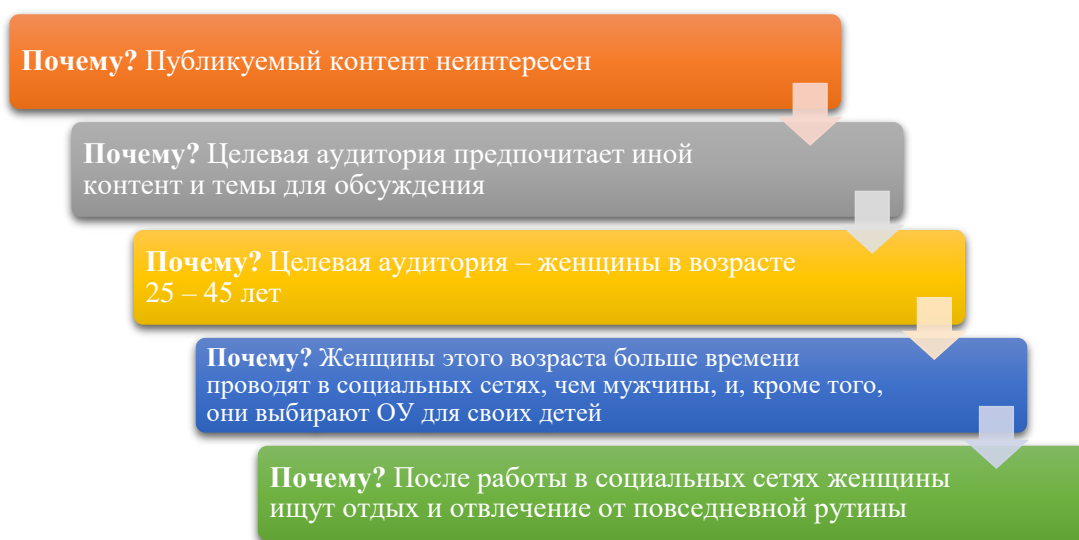 Почему? Публикуемый контент неинтересен
Почему? Целевая аудитория предпочитает иной
контент и темы для обсуждения
Почему? Целевая аудитория – женщины в возрасте
25 – 45 лет
Почему? Женщины этого возраста больше времени
проводят в социальных сетях, чем мужчины, и, кроме того,
они выбирают ОУ для своих детей
Почему? После работы в социальных сетях женщины
ищут отдых и отвлечение от повседневной рутины